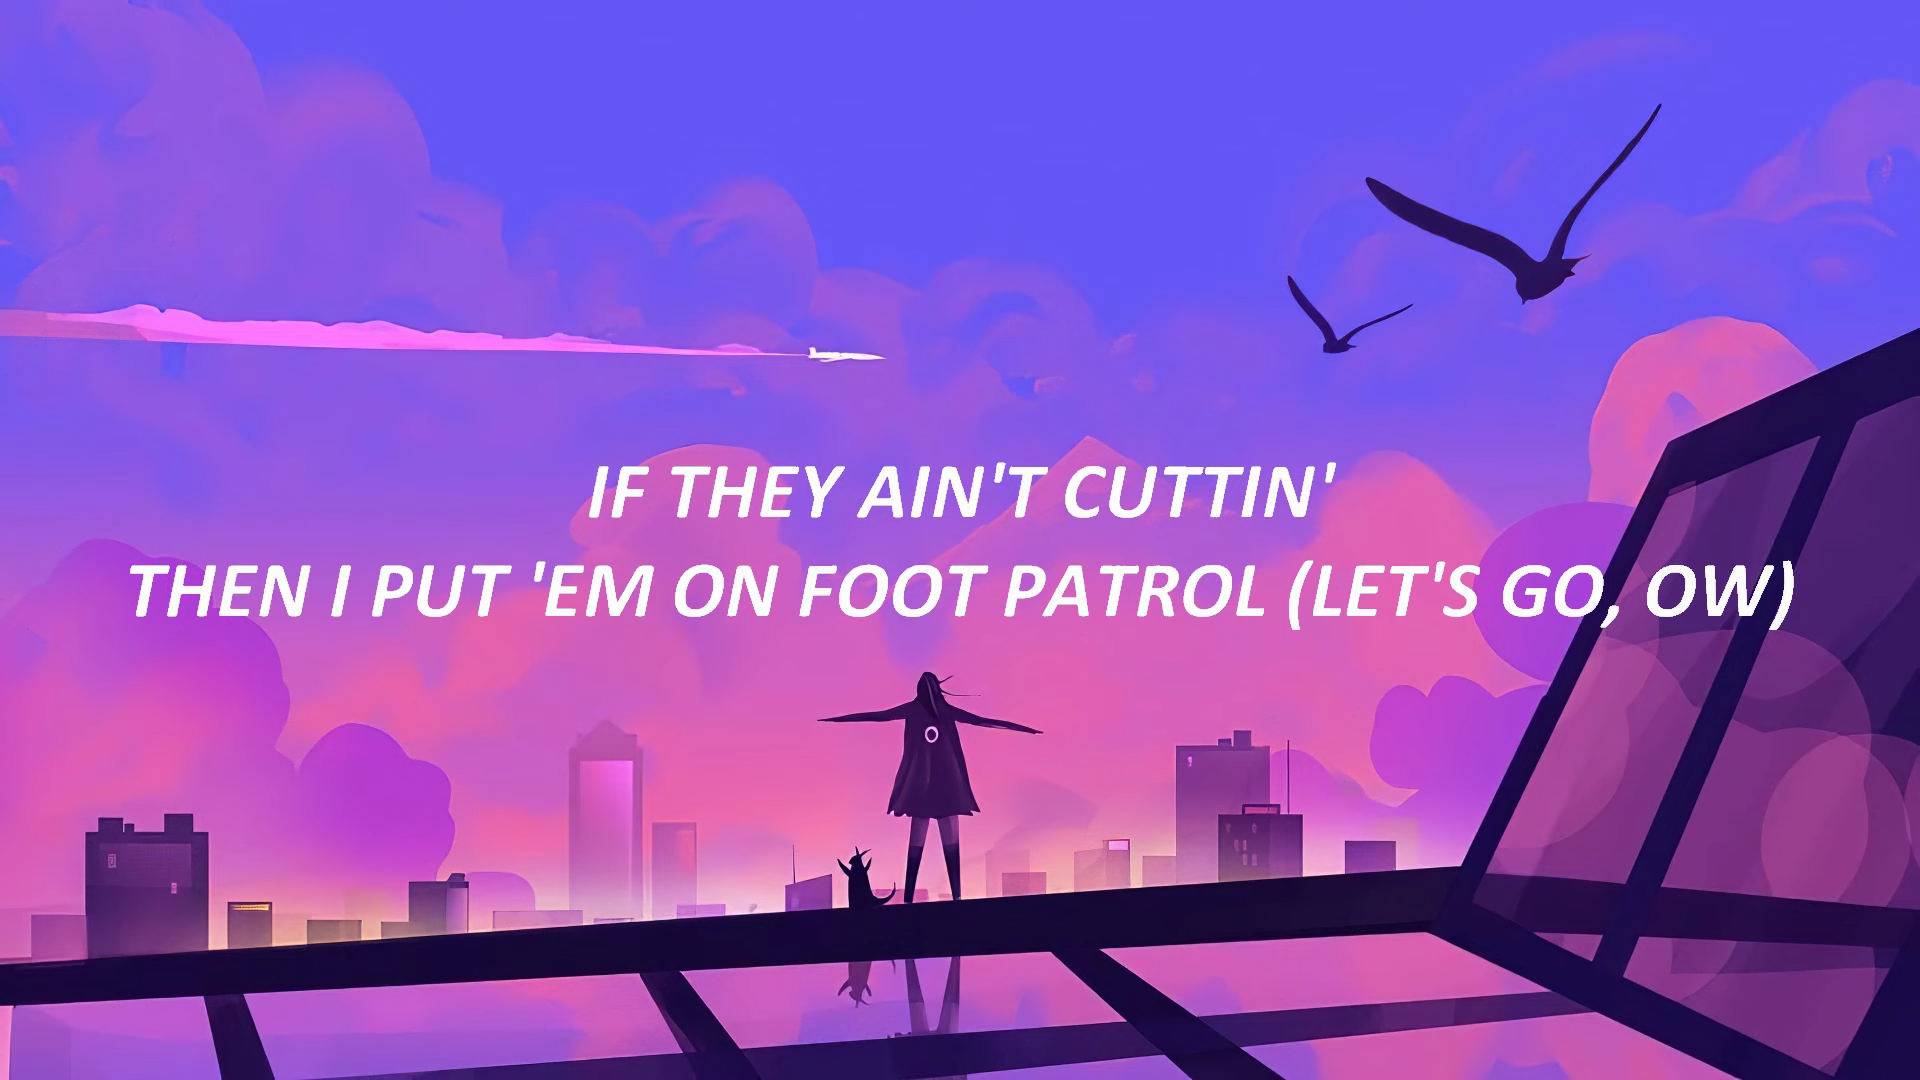 IF THEY AIN'T CUTTIN'
THEN I PUT 'EM ON FOOT PATROL (LET'S GO, OW)